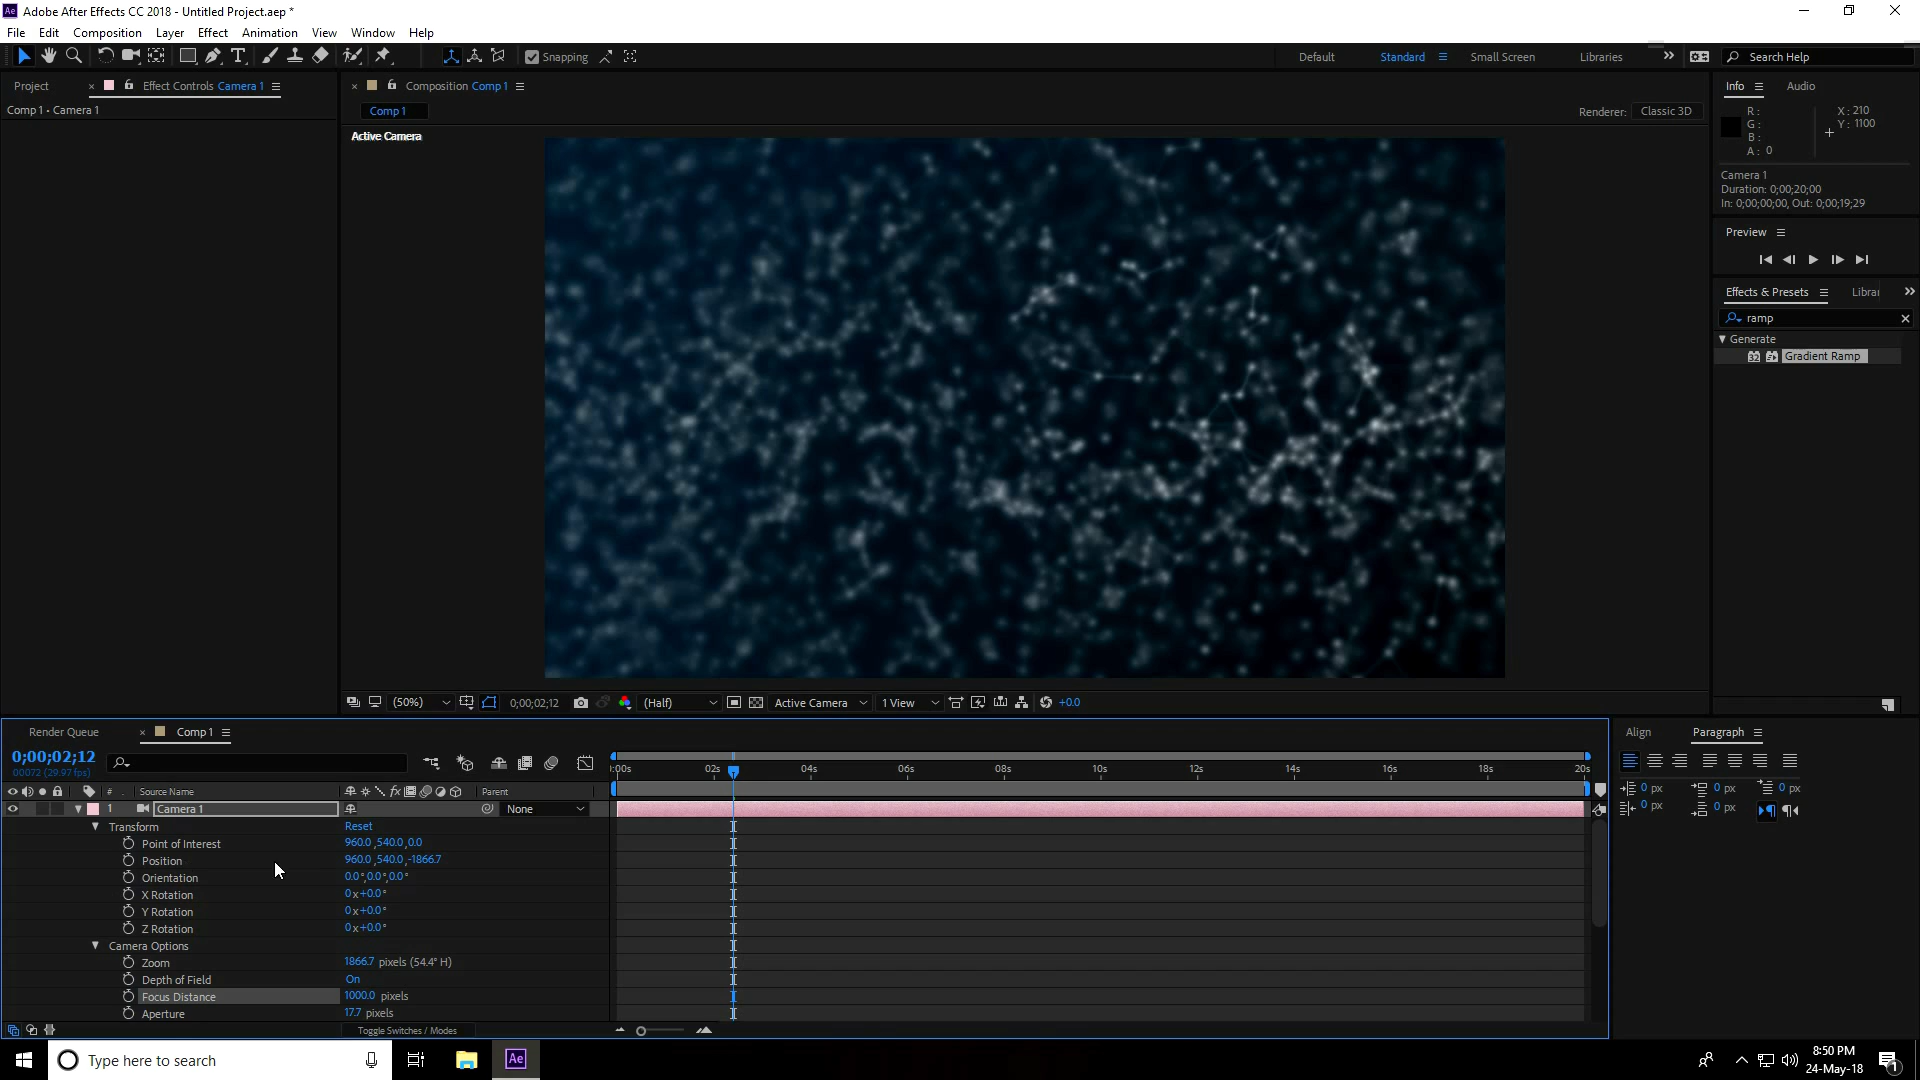 Adobe After Effects CC 2018 - Untitled Project.aep *
File Edit Composition Layer Effect Animation View Window Help
Snapping
Default Standard Small Screen Libraries
Search Help
Project
Effect Controls Camera 1
Comp 1 • Camera 1
Composition Comp 1
Comp 1
Renderer: Classic 3D
Active Camera
Info Audio
R :
G :
B :
A : 0
X : 210
Y : 1100
Camera 1
Duration: 0;00;20;00
In: 0;00;00;00, Out: 0;00;19;29
Preview
Effects & Presets
ramp
Generate
32 Gradient Ramp
(50%) 0;00;02;12 (Half) Active Camera 1 View +0.0
Render Queue Comp 1
0;00;02;12
00072 (29.97 fps)
:00s 02s 04s 06s 08s 10s 12s 14s 16s 18s 20s
# Source Name Parent
1 Camera 1 None
Transform Reset
Point of Interest 960.0 ,540.0 ,0.0
Position 960.0 ,540.0 ,-1866.7
Orientation 0.0 °,0.0 °,0.0 °
X Rotation 0 x+0.0 °
Y Rotation 0 x+0.0 °
Z Rotation 0 x+0.0 °
Camera Options
Zoom 1866.7 pixels (54.4° H)
Depth of Field On
Focus Distance 1000.0 pixels
Aperture 17.7 pixels
Toggle Switches / Modes
Align Paragraph
0 px 0 px 0 px
0 px 0 px
Type here to search
Ae
8:50 PM
24-May-18
1